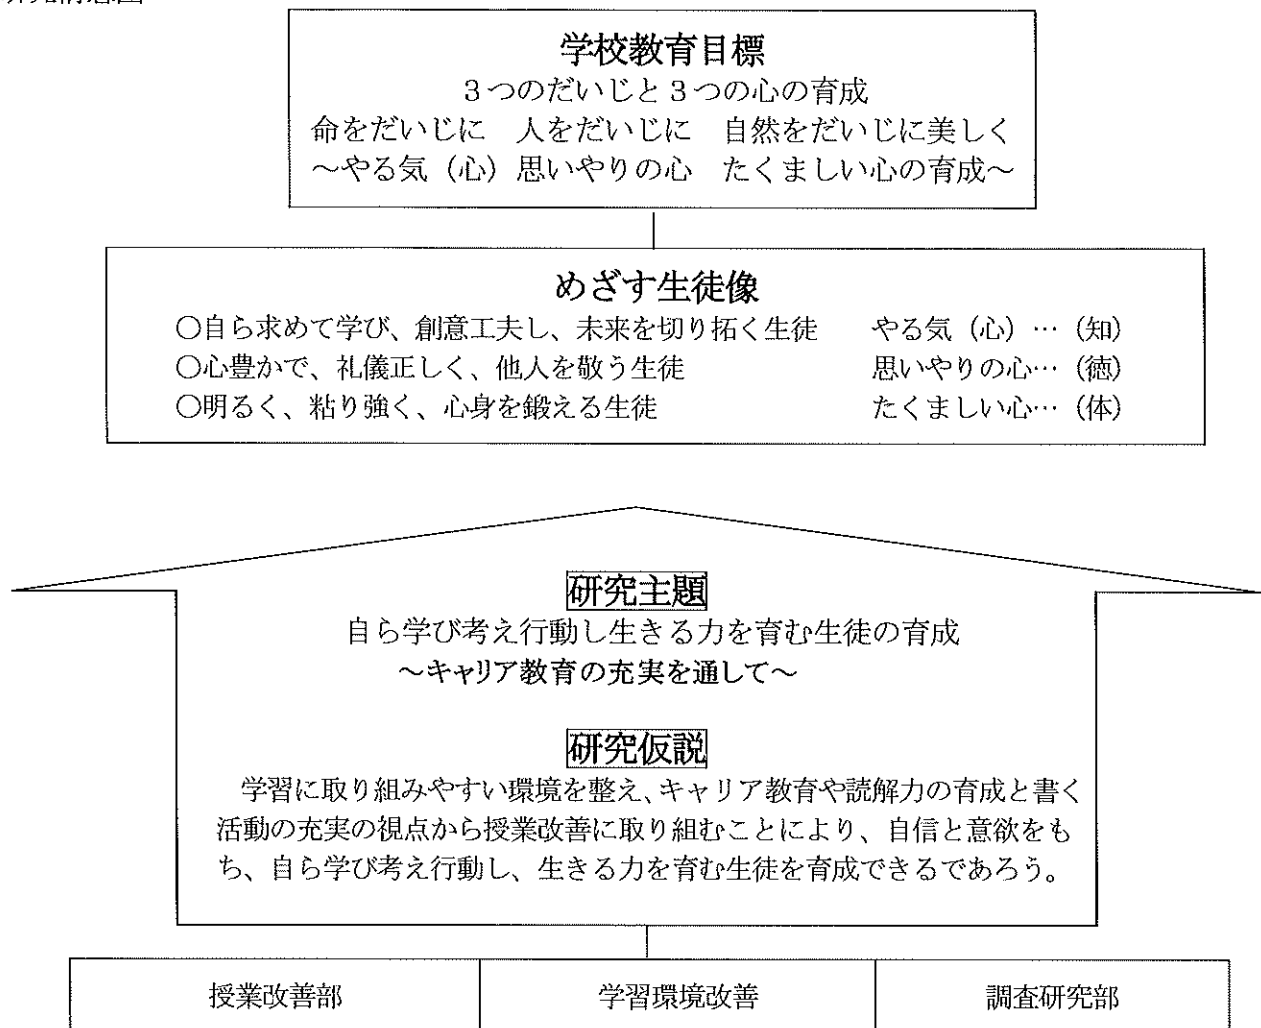 学校教育目標
３つのだいじと３つの心の育成
命をだいじに　人をだいじに　自然をだいじに美しく
～やる気（心）思いやりの心　たくましい心の育成～
めざす生徒像
○自ら求めて学び、創意工夫し、未来を切り拓く生徒　　やる気（心）…（知）
○心豊かで、礼儀正しく、他人を敬う生徒　　思いやりの心…（徳）
○明るく、粘り強く、心身を鍛える生徒　　たくましい心…（体）
研究主題
自ら学び考え行動し生きる力を育む生徒の育成
～キャリア教育の充実を通して～
研究仮説
学習に取り組みやすい環境を整え、キャリア教育や読解力の育成と書く
活動の充実の視点から授業改善に取り組むことにより、自信と意欲をも
ち、自ら学び考え行動し、生きる力を育む生徒を育成できるであろう。
授業改善部　　学習環境改善　　調査研究部